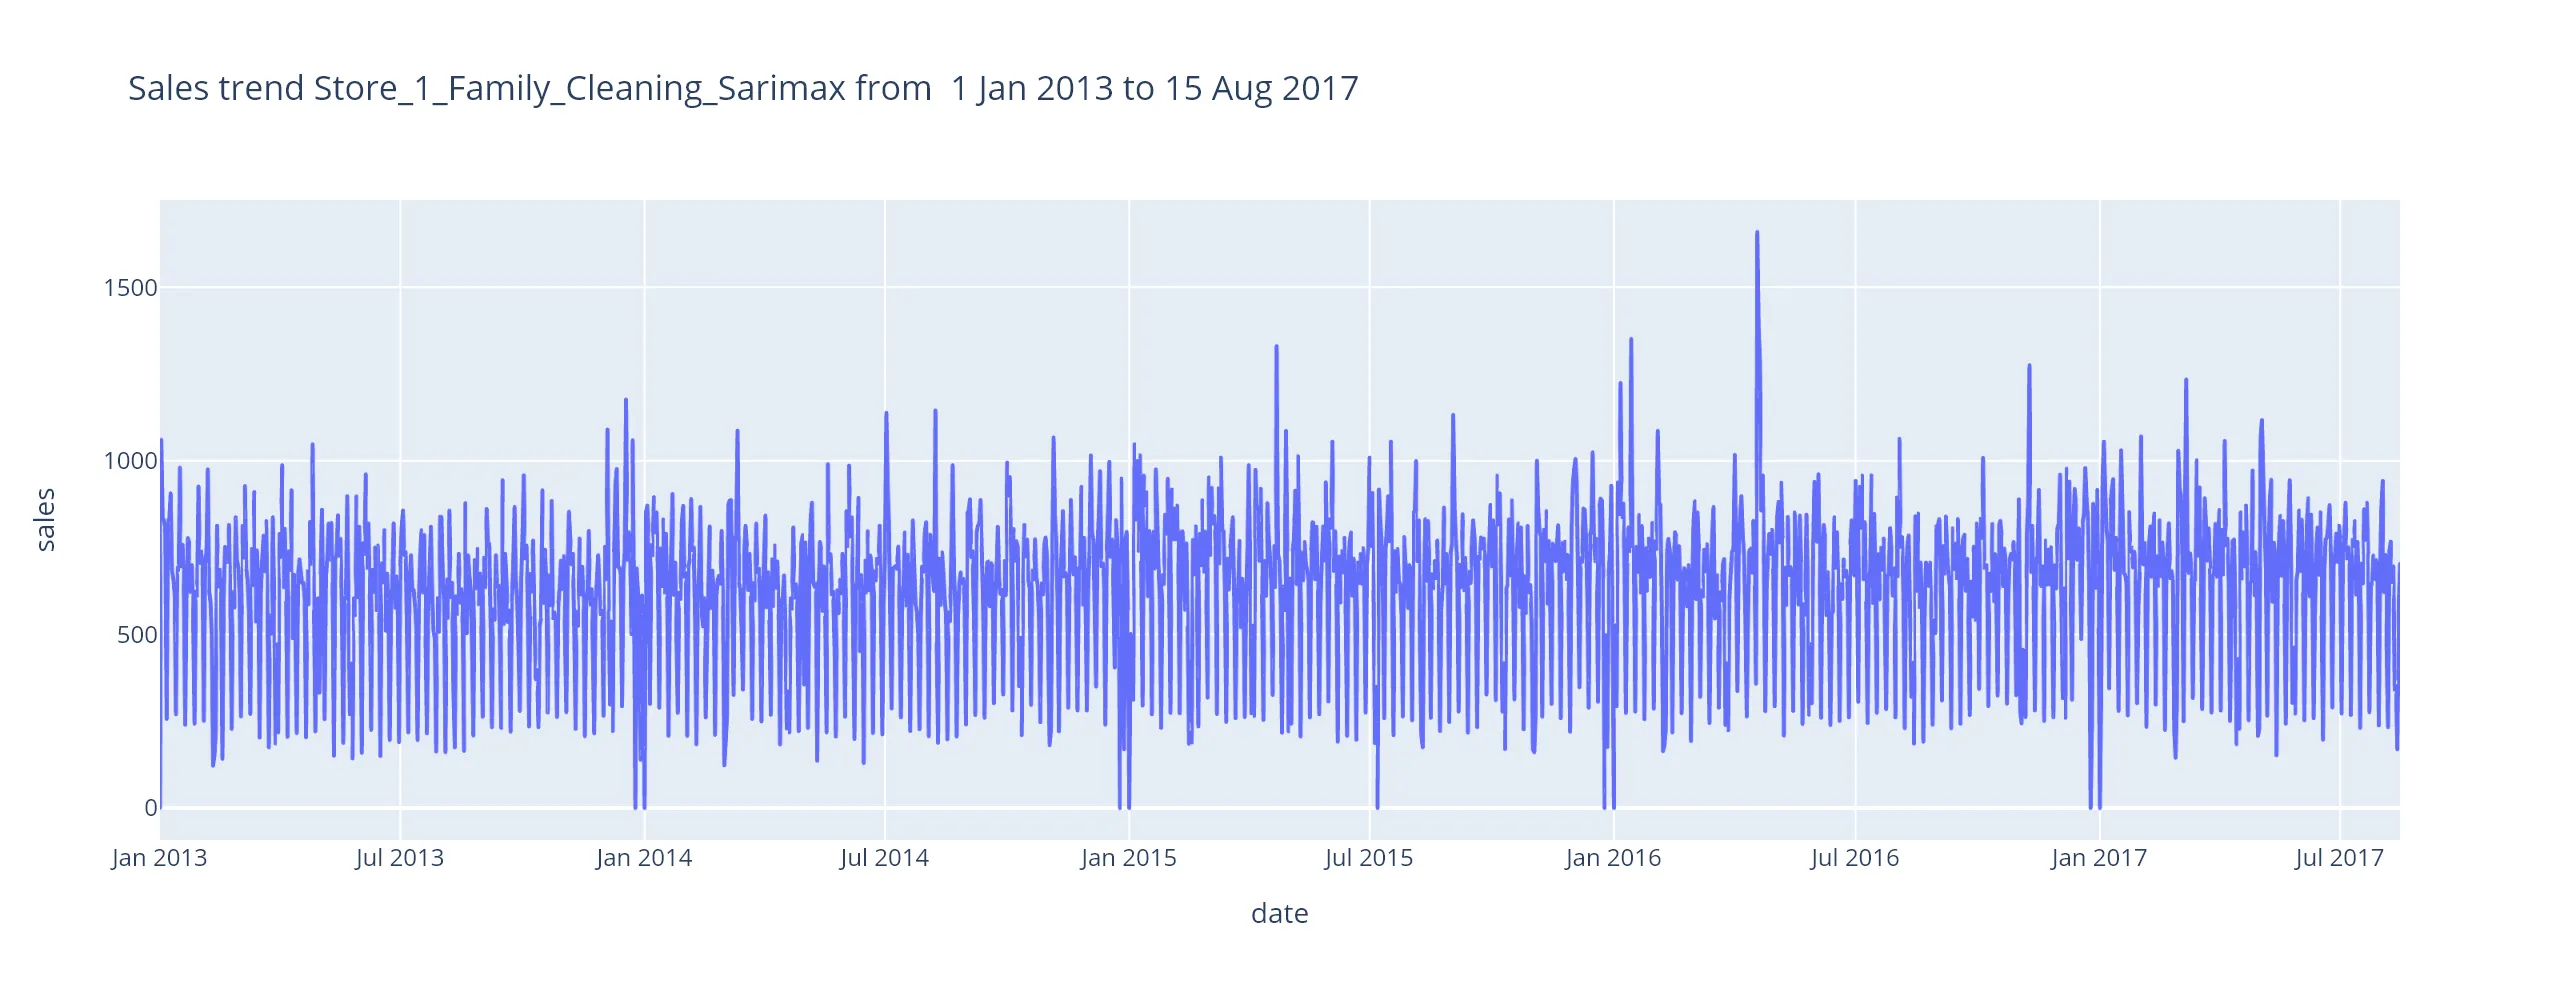 Sales trend Store_1_Family_Cleaning_Sarimax from  1 Jan 2013 to 15 Aug 2017
sales
1500
1000
500
0
Jan 2013 Jul 2013 Jan 2014 Jul 2014 Jan 2015 Jul 2015 Jan 2016 Jul 2016 Jan 2017 Jul 2017
date